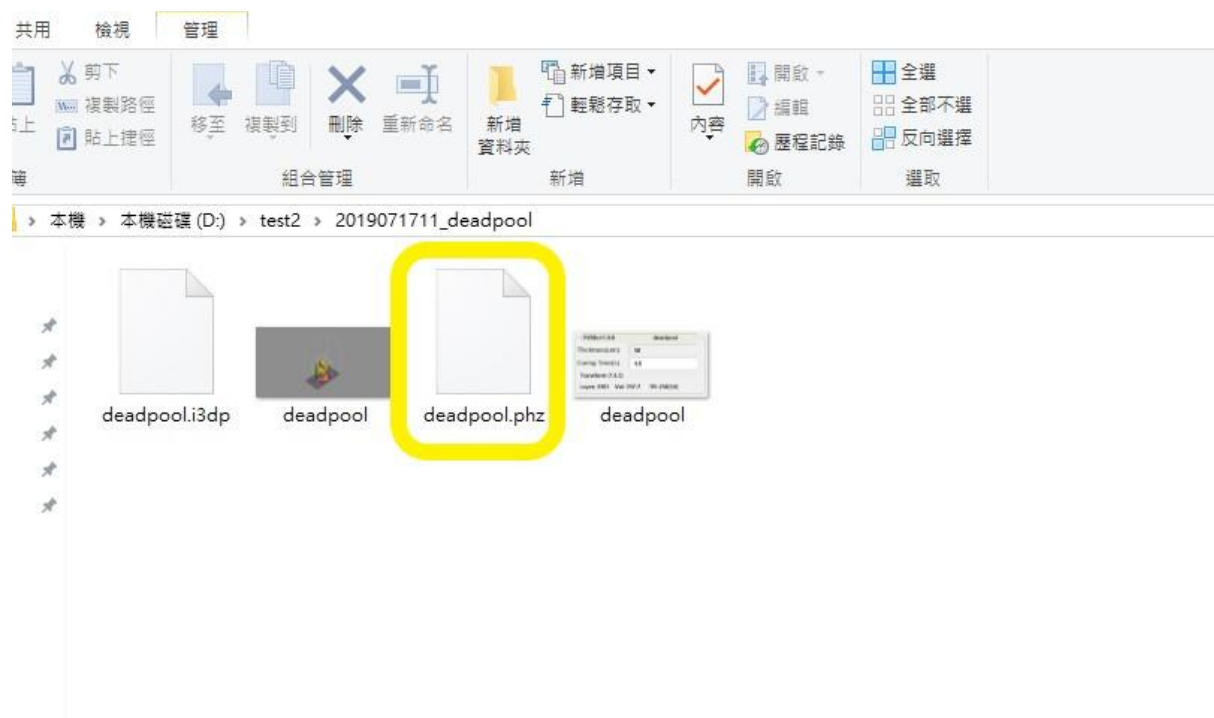 共用 檢視 管理
剪下
複製路徑
貼上捷徑
移至
複製到
刪除
重新命名
新增
資料夾
新增項目
輕鬆存取
內容
開啟
編輯
歷程記錄
全選
全部不選
反向選擇
組合管理
新增
開啟
選取
本機 › 本機磁碟 (D:) › test2 › 2019071711_deadpool
deadpool.i3dp
deadpool
deadpool.phz
deadpool